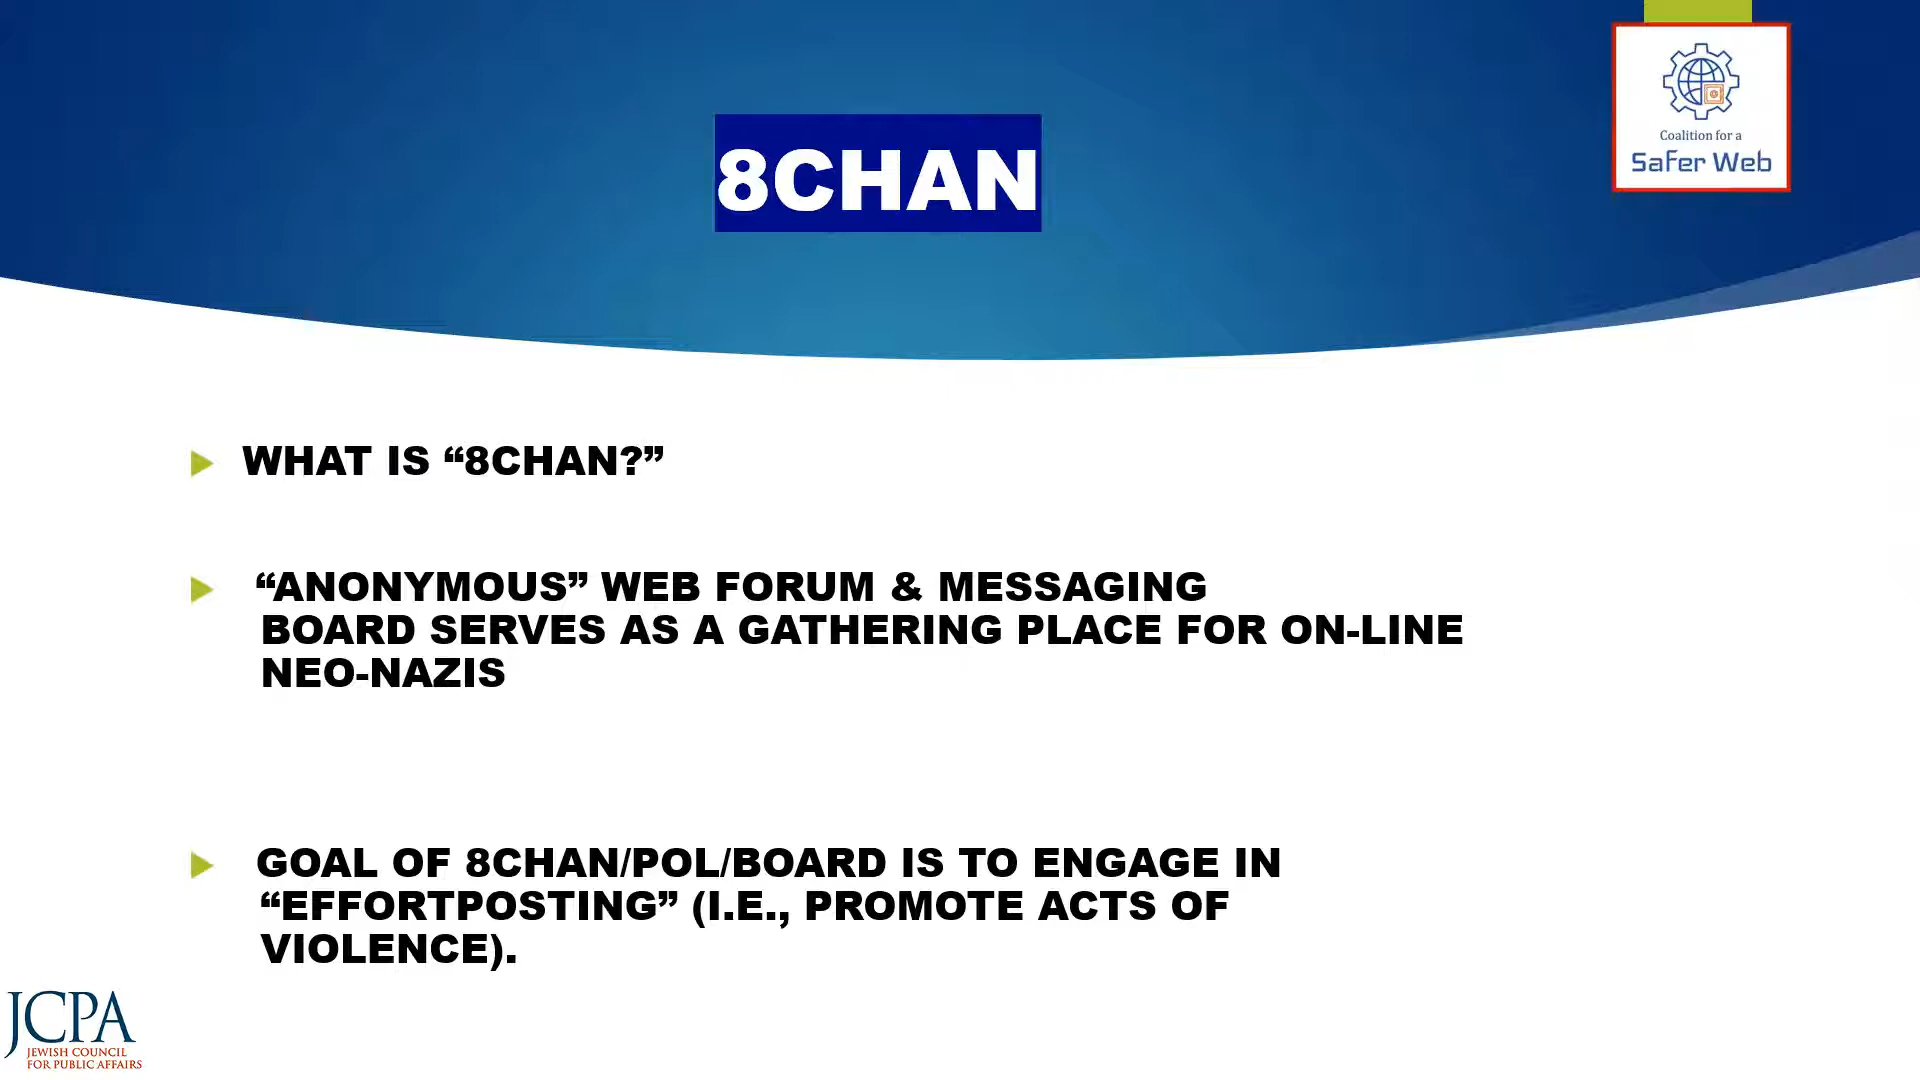 Coalition for a
Safer Web
8CHAN
WHAT IS “8CHAN?”
“ANONYMOUS” WEB FORUM & MESSAGING
BOARD SERVES AS A GATHERING PLACE FOR ON-LINE
NEO-NAZIS
GOAL OF 8CHAN/POL/BOARD IS TO ENGAGE IN
“EFFORTPOSTING” (I.E., PROMOTE ACTS OF
VIOLENCE).
JCPA
JEWISH COUNCIL
FOR PUBLIC AFFAIRS